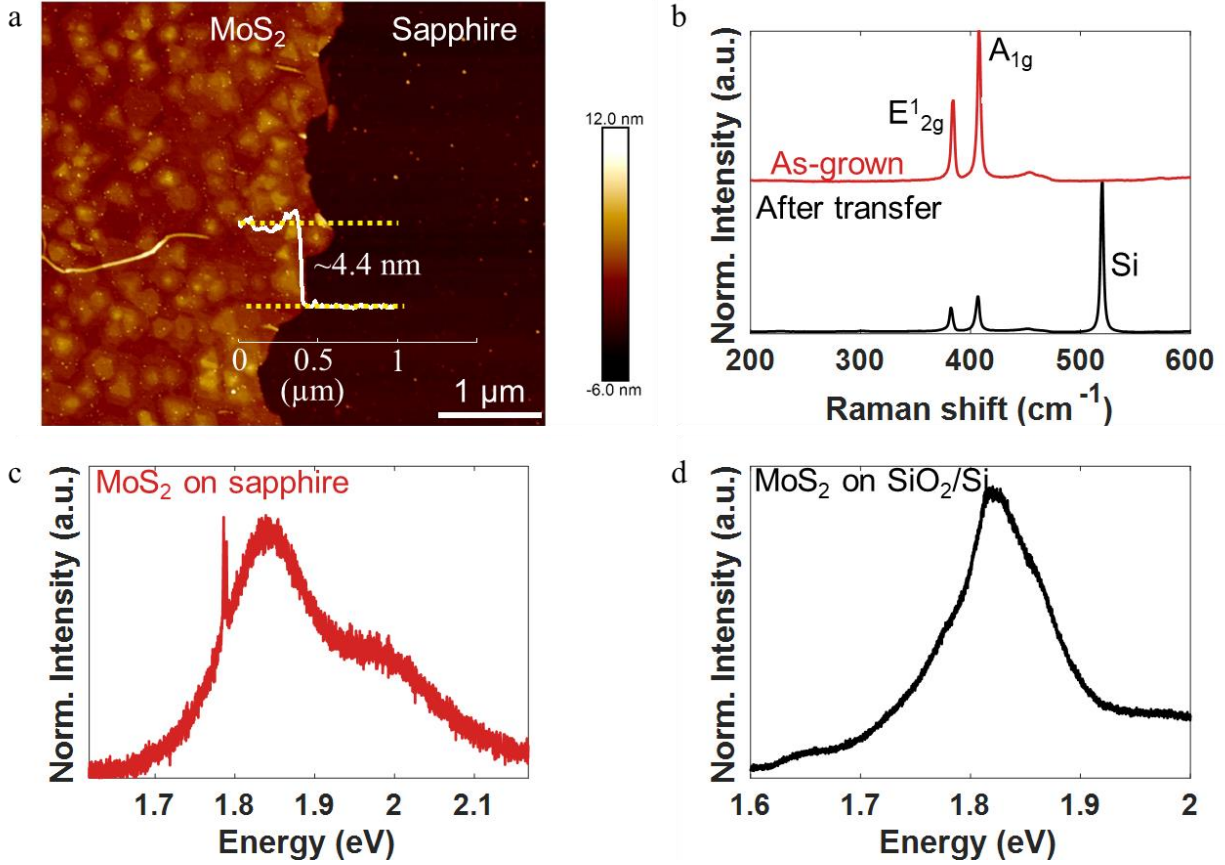 a
MoS₂
Sapphire
~4.4 nm
0
0.5
1
(µm)
1 µm
12.0 nm
-6.0 nm
b
Norm. Intensity (a.u.)
A₁g
E¹₂g
As-grown
After transfer
Si
200
300
400
500
600
Raman shift (cm⁻¹)
c
Norm. Intensity (a.u.)
MoS₂ on sapphire
1.7
1.8
1.9
2
2.1
Energy (eV)
d
Norm. Intensity (a.u.)
MoS₂ on SiO₂/Si
1.6
1.7
1.8
1.9
2
Energy (eV)